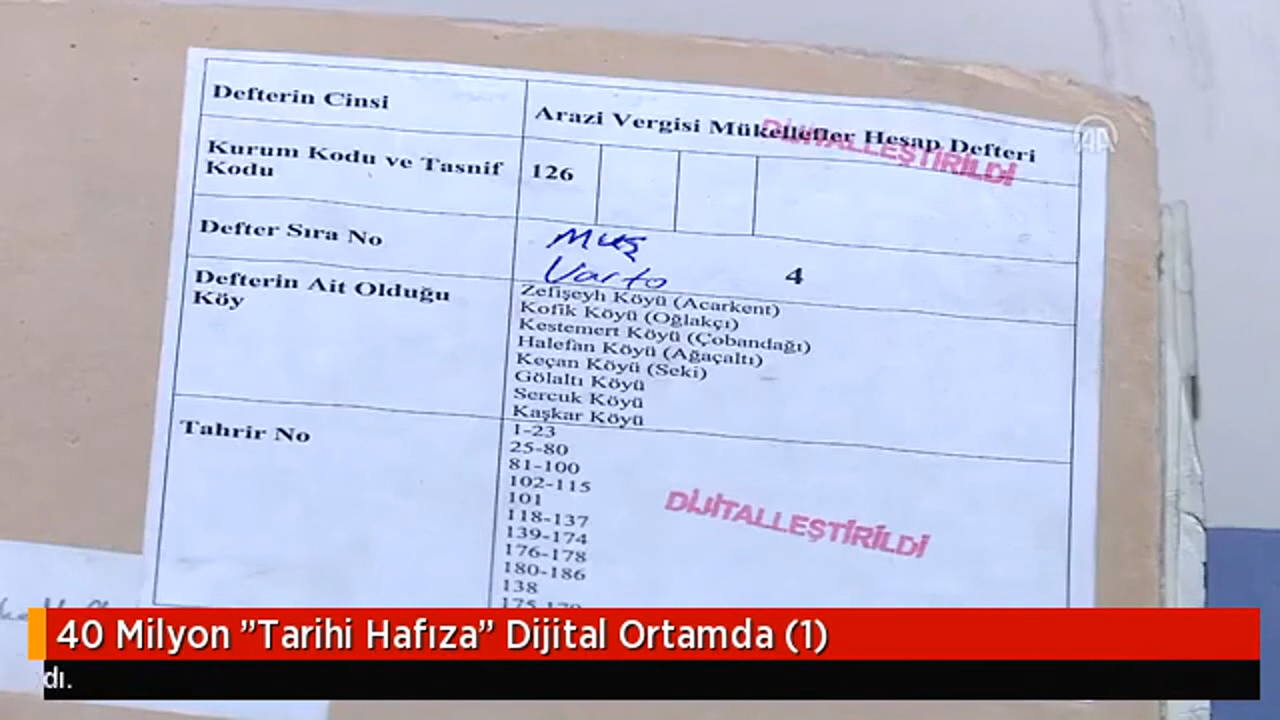 Defterin Cinsi
Arazi Vergisi Mükellefler Hesap Defteri
DİJİTALLEŞTİRİLDİ
AA
Kurum Kodu ve Tasnif
Kodu
126
Defter Sıra No
Muş
Varto
4
Defterin Ait Olduğu
Köy
Zefişeyh Köyü (Acarkent)
Kofik Köyü (Oğlakçı)
Kestemert Köyü (Çobandağı)
Halefan Köyü (Ağaçaltı)
Keçan Köyü (Seki)
Gölaltı Köyü
Sercuk Köyü
Kaşkar Köyü
Tahrir No
1-23
25-80
81-100
102-115
101
118-137
139-174
176-178
180-186
138
DİJİTALLEŞTİRİLDİ
40 Milyon "Tarihi Hafıza" Dijital Ortamda (1)
dı.